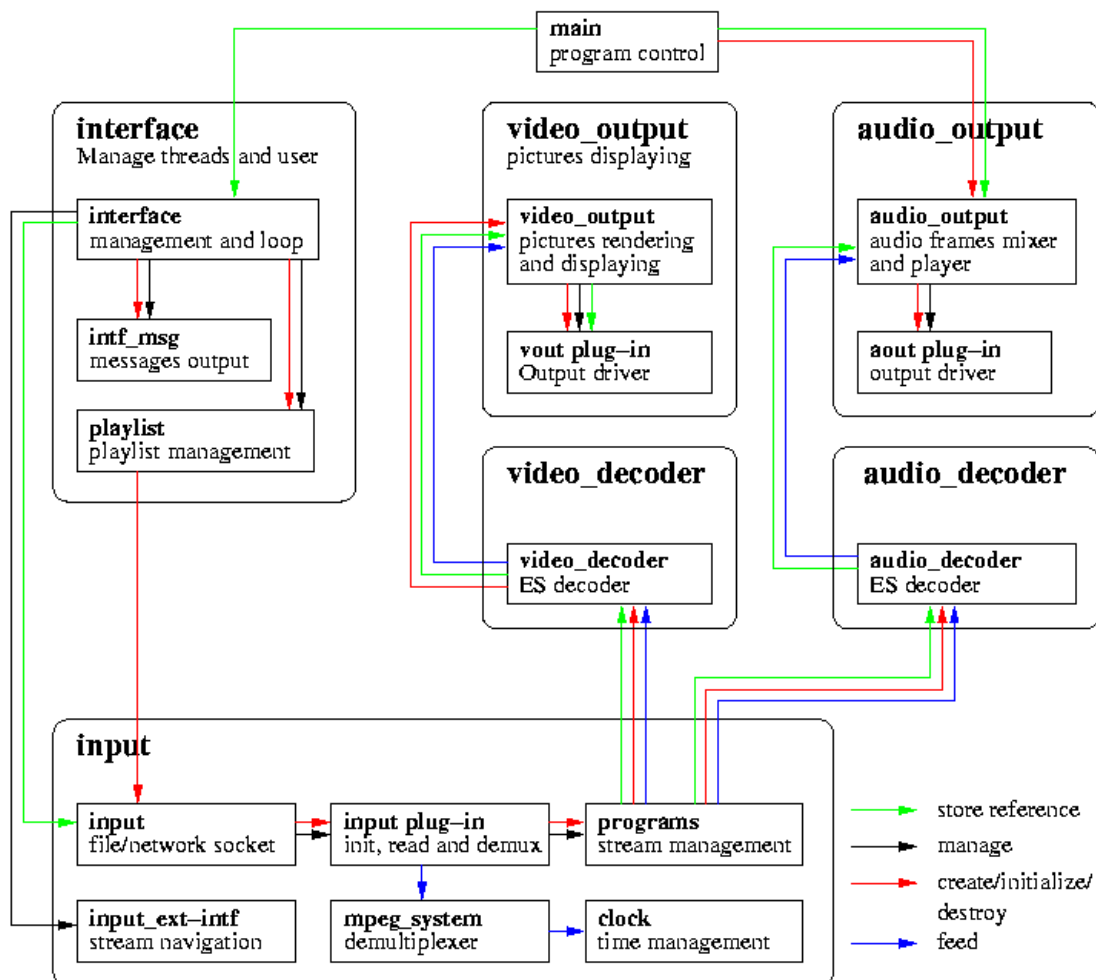 main
program control
interface
Manage threads and user
interface
management and loop
intf_msg
messages output
playlist
playlist management
video_output
pictures displaying
video_output
pictures rendering
and displaying
vout plug–in
Output driver
audio_output
audio_output
audio frames mixer
and player
aout plug–in
output driver
video_decoder
video_decoder
ES decoder
audio_decoder
audio_decoder
ES decoder
input
input
file/network socket
input plug–in
init, read and demux
programs
stream management
input_ext–intf
stream navigation
mpeg_system
demultiplexer
clock
time management
store reference
manage
create/initialize/
destroy
feed